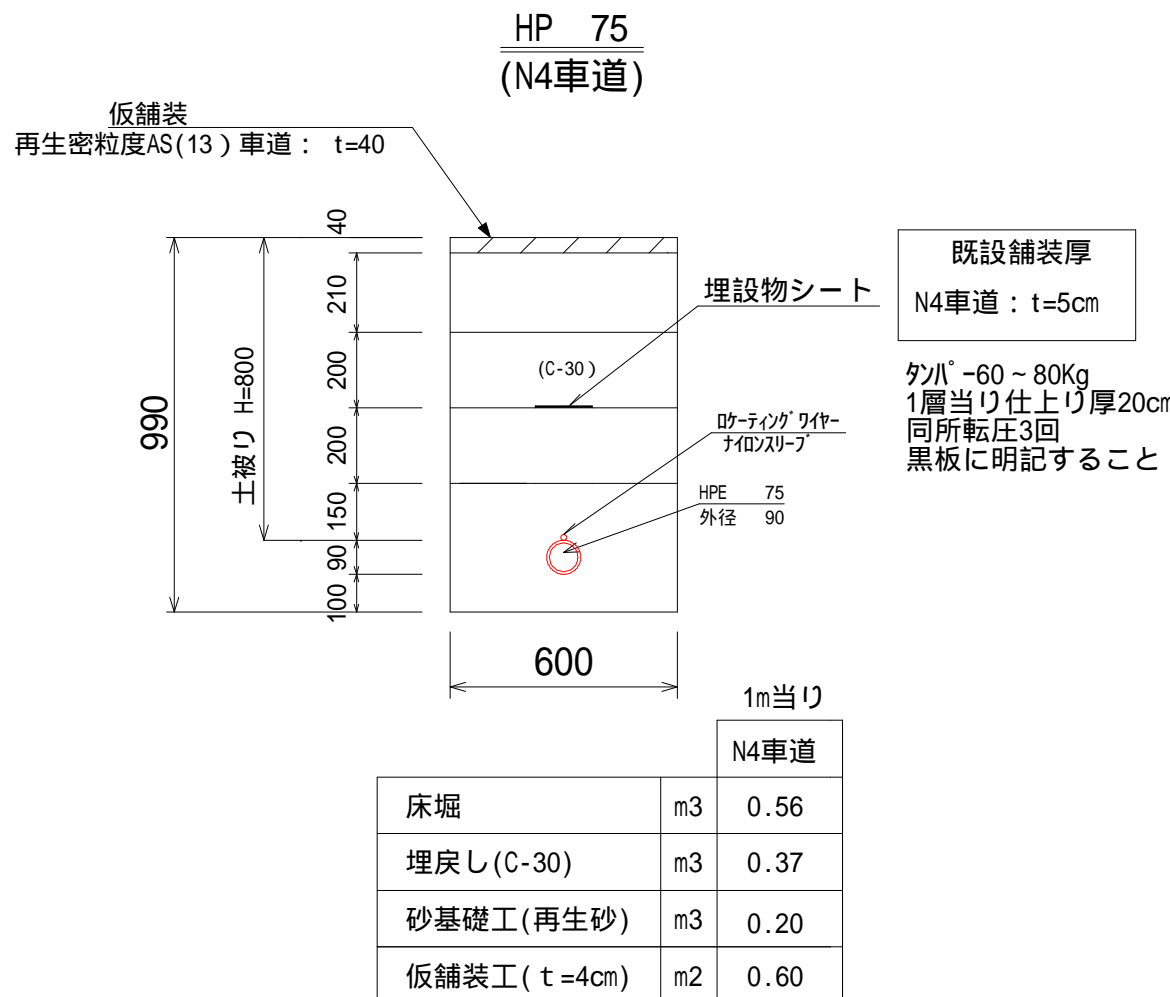 HP 75
(N4車道)
仮舗装
再生密粒度AS(13)車道: t=40
40
210
200
200
150
90
100
990
土被り H=800
(C-30)
埋設物シート
ロケーティングワイヤー
ナイロンスリーブ
HPE 75
外径 90
600
既設舗装厚
N4車道:t=5cm
タンパ-60~80Kg
1層当り仕上り厚20cm
同所転圧3回
黒板に明記すること
1m当り
N4車道
床堀 m3 0.56
埋戻し(C-30) m3 0.37
砂基礎工(再生砂) m3 0.20
仮舗装工(t=4cm) m2 0.60